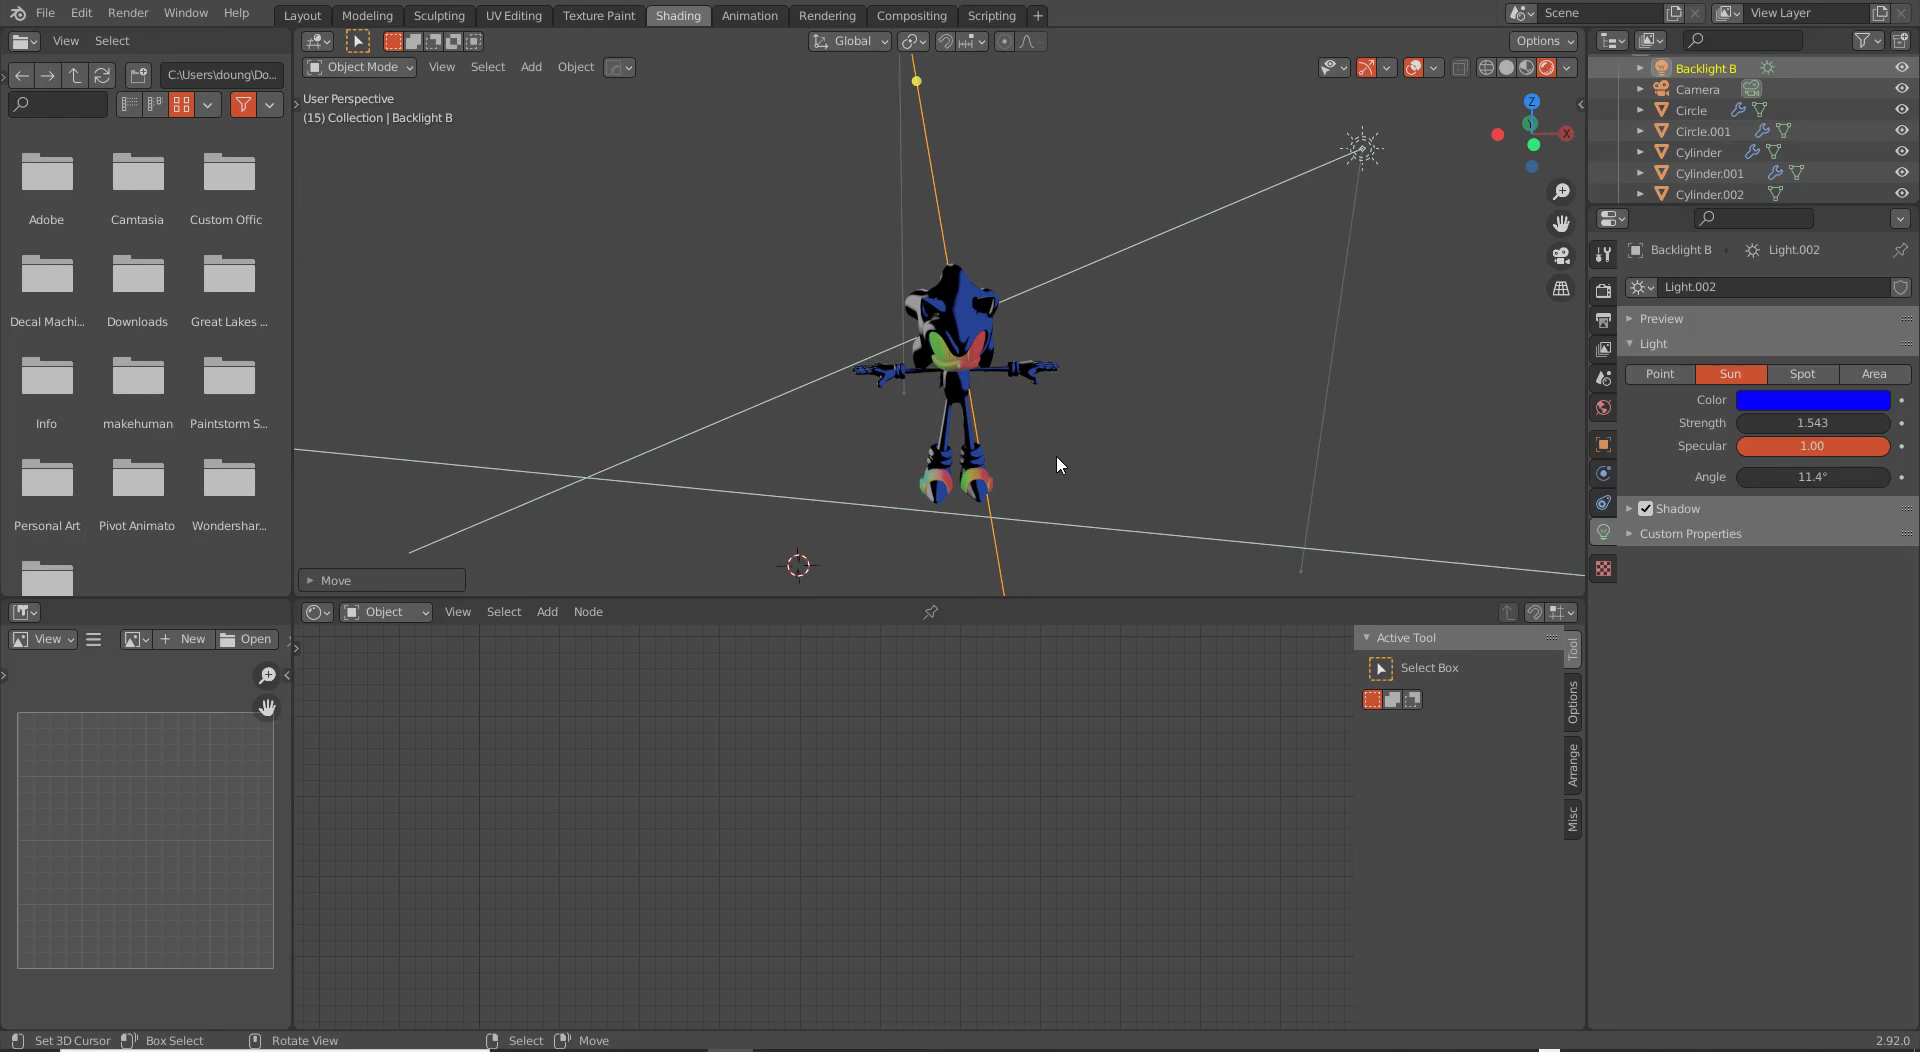 File Edit Render Window Help
Layout Modeling Sculpting UV Editing Texture Paint Shading Animation Rendering Compositing Scripting
Scene
View Layer
View Select
C:\Users\doung\Do...
Adobe Camtasia Custom Offic
Decal Machi... Downloads Great Lakes ...
Info makehuman Paintstorm S...
Personal Art Pivot Animato Wondershar...
Global
Options
Object Mode View Select Add Object
User Perspective
(15) Collection | Backlight B
Z
Y
X
Move
Backlight B
Camera
Circle
Circle.001
Cylinder
Cylinder.001
Cylinder.002
Backlight B Light.002
Light.002
Preview
Light
Point Sun Spot Area
Color
Strength 1.543
Specular 1.00
Angle 11.4°
Shadow
Custom Properties
View New Open
Object View Select Add Node
Active Tool
Select Box
Tool
Options
Arrange
Misc
Set 3D Cursor Box Select Rotate View Select Move
2.92.0